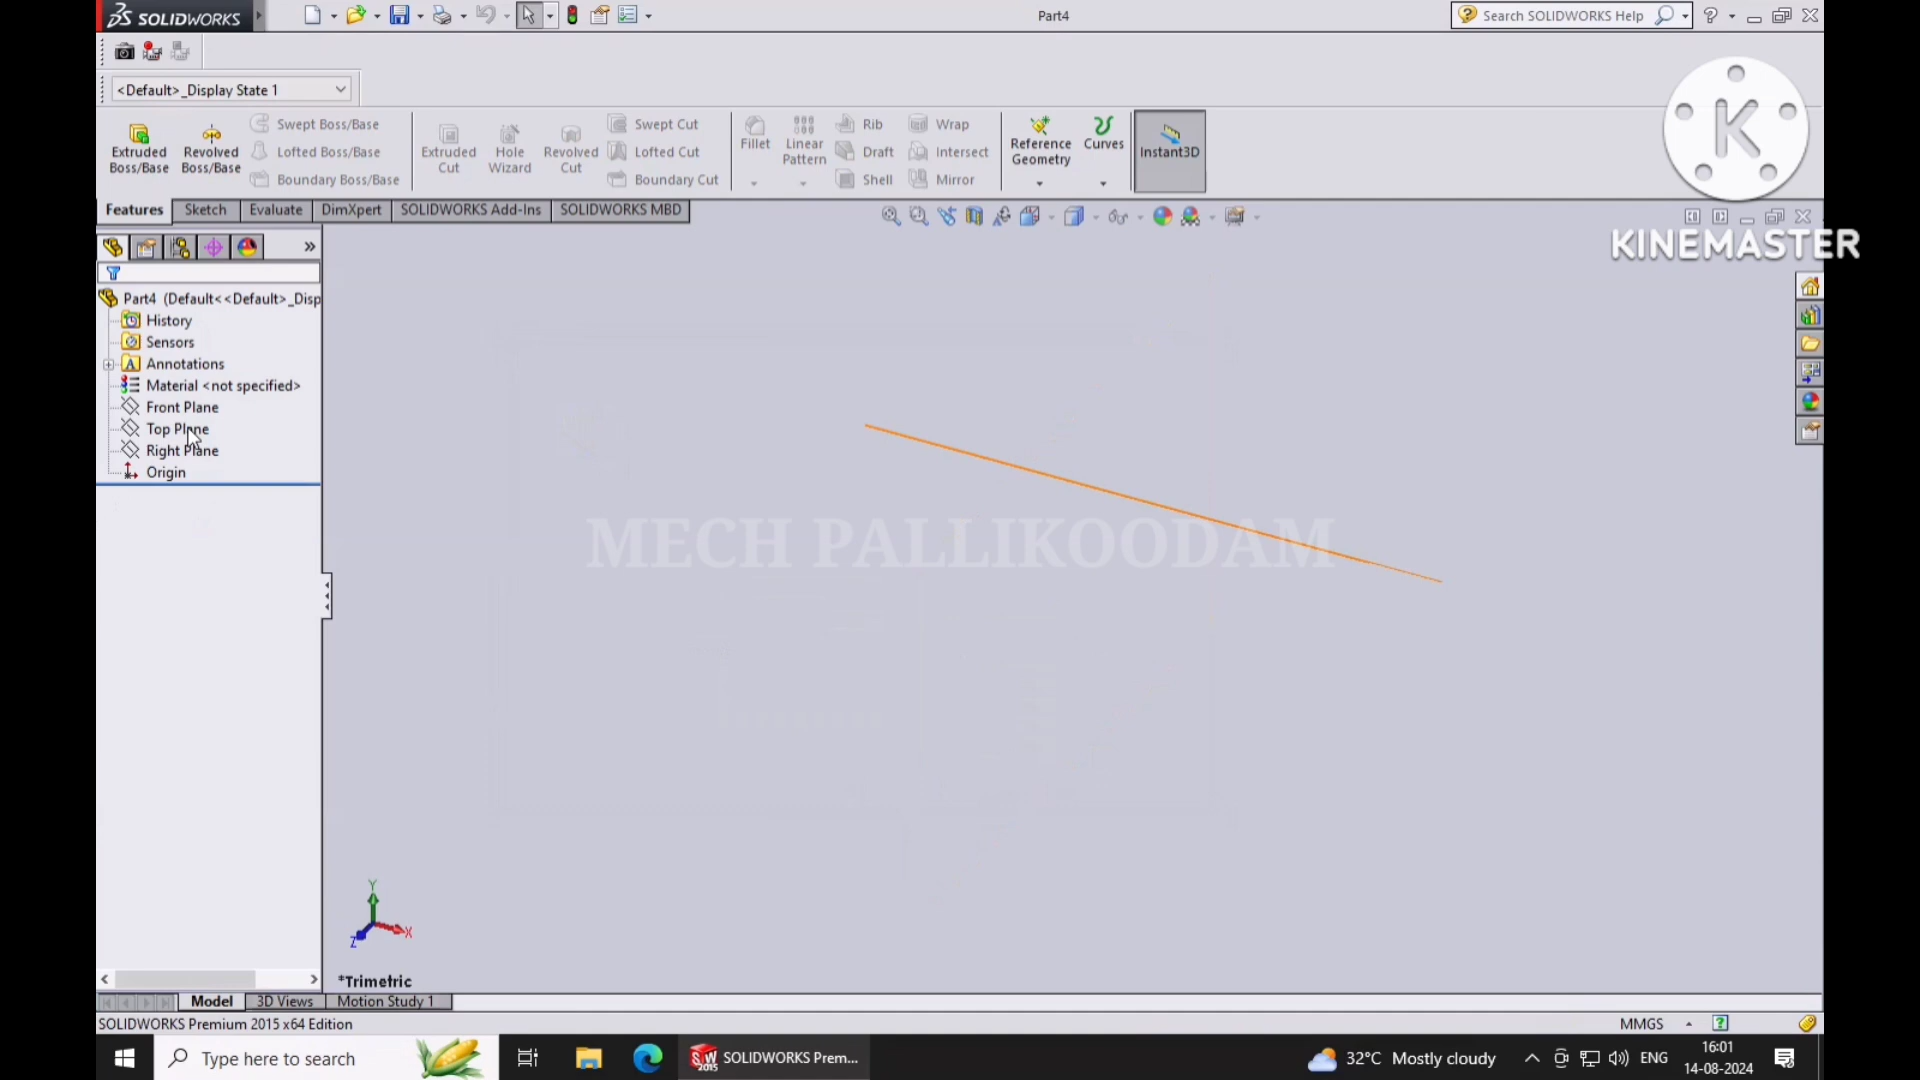 SOLIDWORKS
Part4
Search SOLIDWORKS Help
<Default>_Display State 1
Extruded Boss/Base
Revolved Boss/Base
Swept Boss/Base
Lofted Boss/Base
Boundary Boss/Base
Extruded Cut
Hole Wizard
Revolved Cut
Swept Cut
Lofted Cut
Boundary Cut
Fillet
Linear Pattern
Rib
Draft
Shell
Wrap
Intersect
Mirror
Reference Geometry
Curves
Instant3D
K
KINEMASTER
Features Sketch Evaluate DimXpert SOLIDWORKS Add-Ins SOLIDWORKS MBD
Part4 (Default<<Default>_Disp
History
Sensors
Annotations
Material <not specified>
Front Plane
Top Plane
Right Plane
Origin
MECH PALLIKOODAM
Y
X
Z
*Trimetric
Model 3D Views Motion Study 1
SOLIDWORKS Premium 2015 x64 Edition
MMGS
Type here to search
SOLIDWORKS Prem...
32°C Mostly cloudy
ENG
16:01
14-08-2024